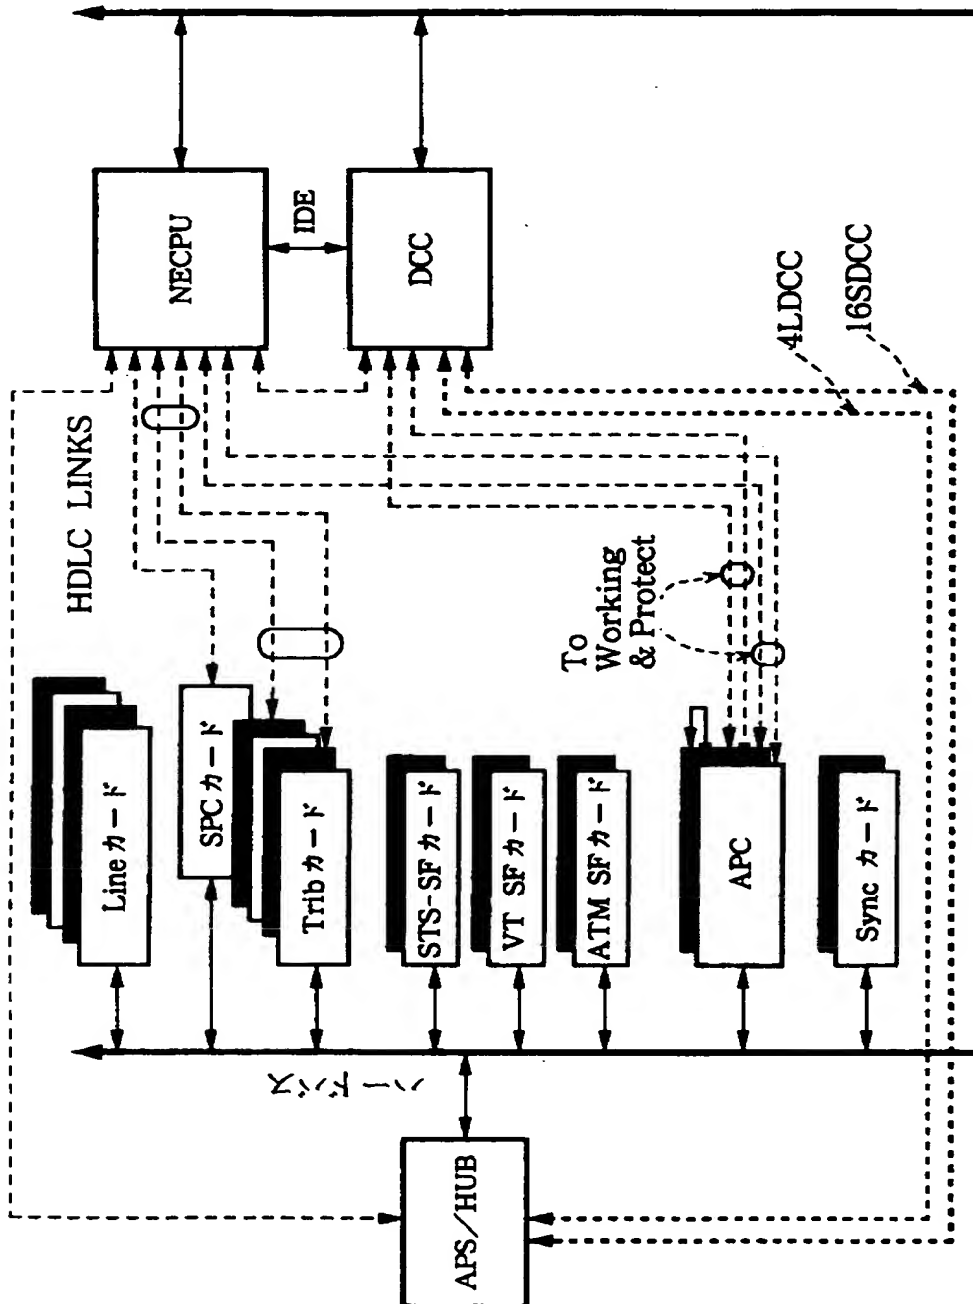 NECPU
IDE
DCC
HDLC LINKS
4LDCC
16SDCC
To
Working
& Protect
Line カード
SPC カード
Trib カード
STS-SF カード
VT SF カード
ATM SF カード
APC
Sync カード
ハードバス
APS/HUB